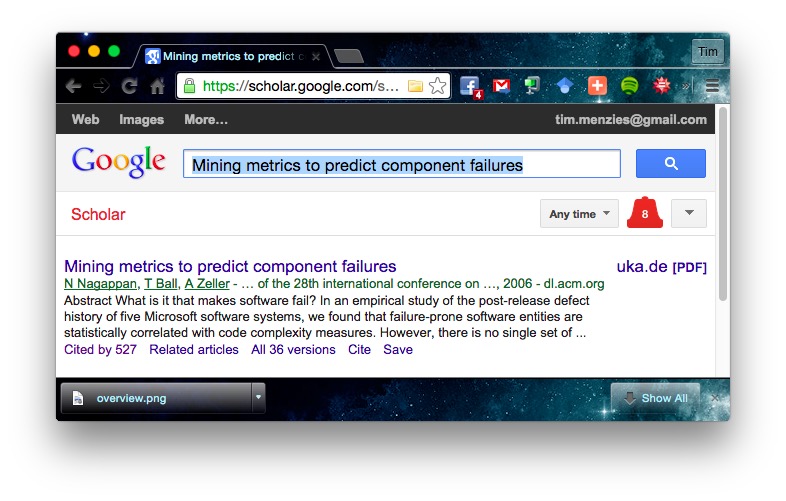 Mining metrics to predict c
Tim
https://scholar.google.com/s...
4
Web Images More... tim.menzies@gmail.com
Google Mining metrics to predict component failures
Scholar Any time 8
Mining metrics to predict component failures uka.de [PDF]
N Nagappan, T Ball, A Zeller - ... of the 28th international conference on ..., 2006 - dl.acm.org
Abstract What is it that makes software fail? In an empirical study of the post-release defect
history of five Microsoft software systems, we found that failure-prone software entities are
statistically correlated with code complexity measures. However, there is no single set of ...
Cited by 527 Related articles All 36 versions Cite Save
overview.png Show All